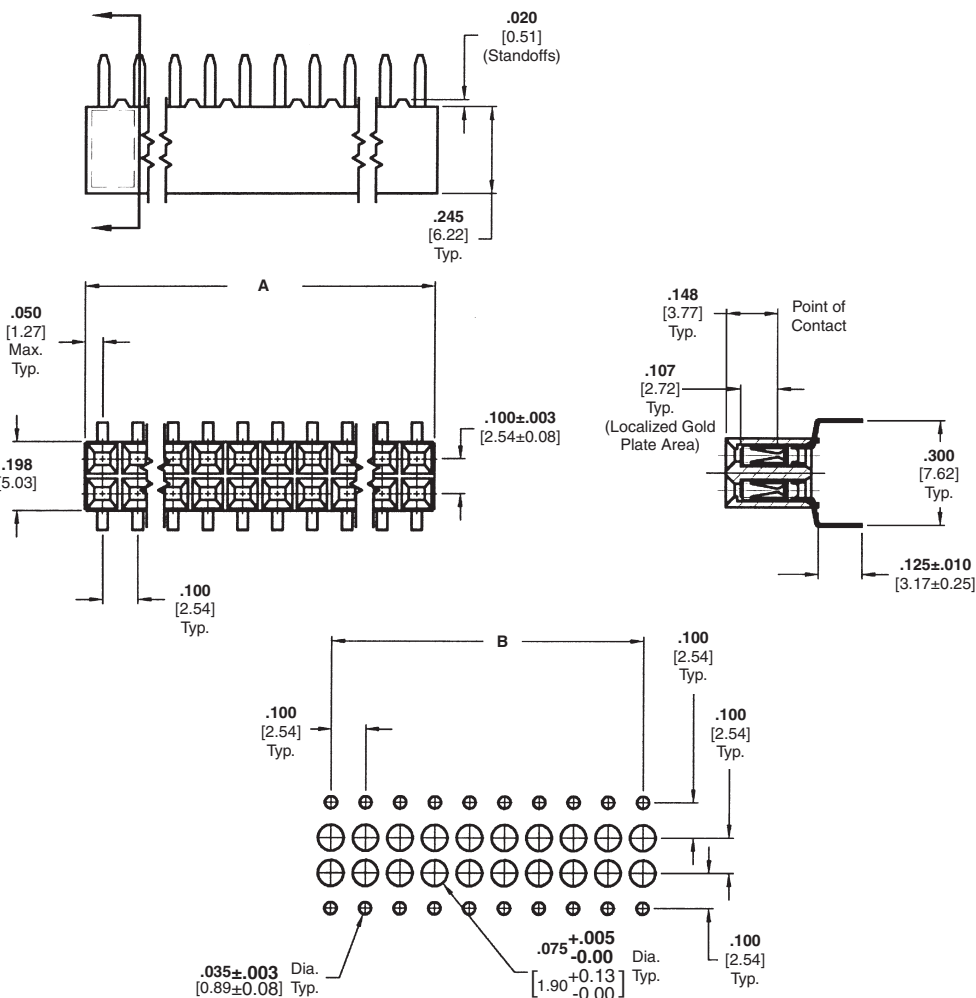 .020
[0.51]
(Standoffs)
.245
[6.22]
Typ.
A
.050
[1.27]
Max.
Typ.
.100±.003
[2.54±0.08]
.198
[5.03]
.100
[2.54]
Typ.
.148
[3.77]
Typ.
Point of
Contact
.107
[2.72]
Typ.
(Localized Gold
Plate Area)
.300
[7.62]
Typ.
.125±.010
[3.17±0.25]
B
.100
[2.54]
Typ.
.100
[2.54]
Typ.
.100
[2.54]
Typ.
.035±.003 Dia.
[0.89±0.08] Typ.
.075+.005
-0.00
Dia.
Typ.
[1.90+0.13
-0.00]
.100
[2.54]
Typ.